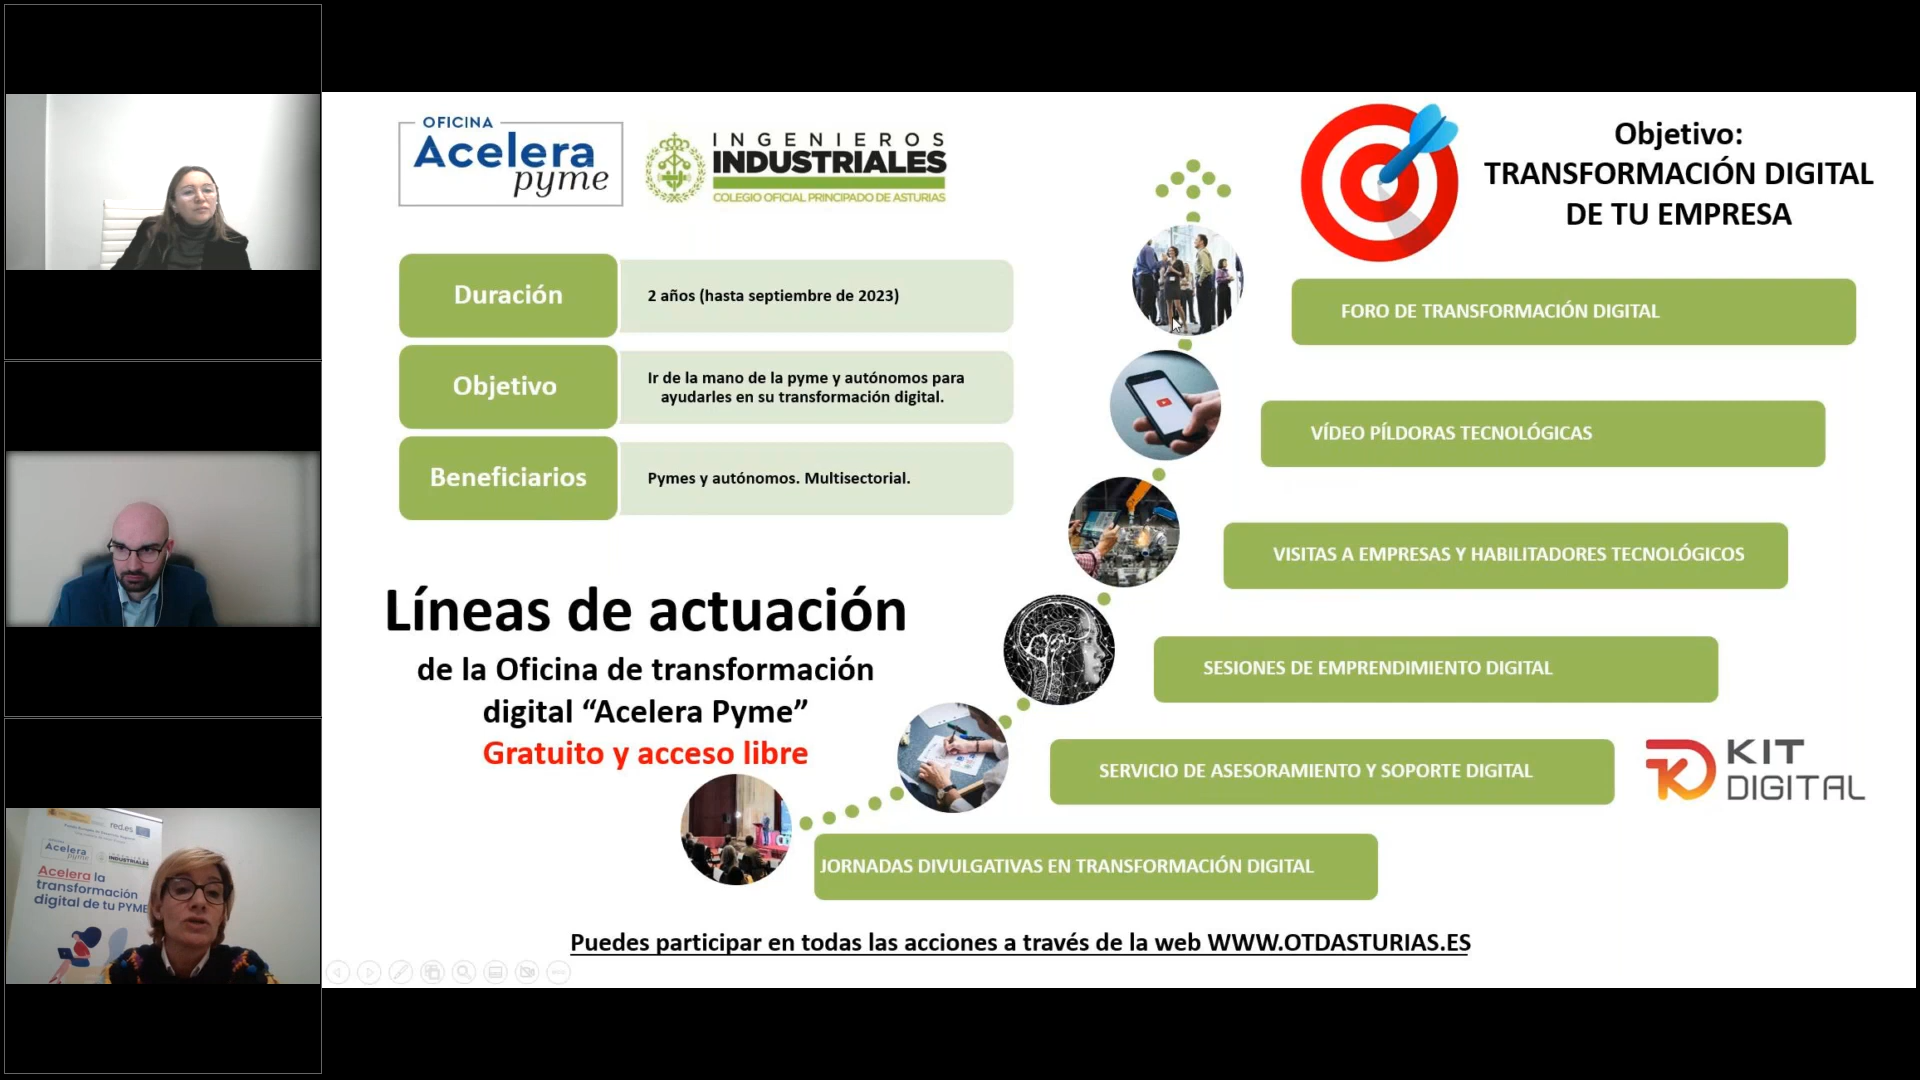 OFICINA
Acelera
pyme
INGENIEROS
INDUSTRIALES
COLEGIO OFICIAL PRINCIPADO DE ASTURIAS
Objetivo:
TRANSFORMACIÓN DIGITAL
DE TU EMPRESA
Duración
2 años (hasta septiembre de 2023)
Objetivo
Ir de la mano de la pyme y autónomos para
ayudarles en su transformación digital.
Beneficiarios
Pymes y autónomos. Multisectorial.
FORO DE TRANSFORMACIÓN DIGITAL
VÍDEO PÍLDORAS TECNOLÓGICAS
VISITAS A EMPRESAS Y HABILITADORES TECNOLÓGICOS
SESIONES DE EMPRENDIMIENTO DIGITAL
SERVICIO DE ASESORAMIENTO Y SOPORTE DIGITAL
KIT
DIGITAL
JORNADAS DIVULGATIVAS EN TRANSFORMACIÓN DIGITAL
Líneas de actuación
de la Oficina de transformación
digital “Acelera Pyme”
Gratuito y acceso libre
Puedes participar en todas las acciones a través de la web WWW.OTDASTURIAS.ES
red.es
Acelera
pyme
INDUSTRIALES
Acelera la
transformación
digital de tu PYME